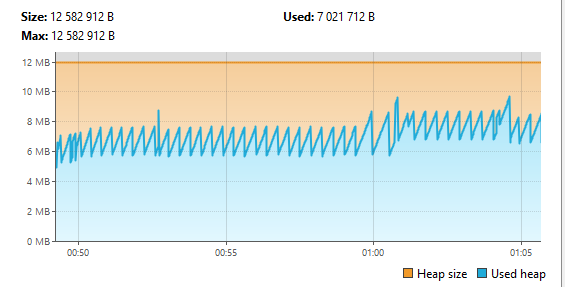 Size: 12 582 912 B
Used: 7 021 712 B
Max: 12 582 912 B
12 MB
10 MB
8 MB
6 MB
4 MB
2 MB
0 MB
00:50
00:55
01:00
01:05
Heap size
Used heap